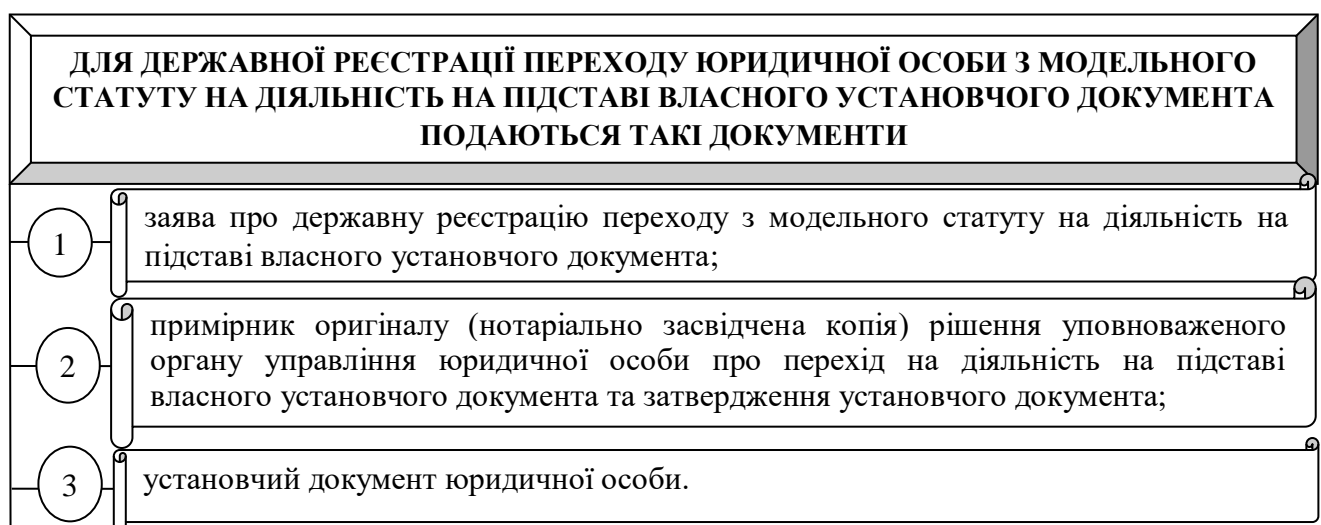 ДЛЯ ДЕРЖАВНОЇ РЕЄСТРАЦІЇ ПЕРЕХОДУ ЮРИДИЧНОЇ ОСОБИ З МОДЕЛЬНОГО
СТАТУТУ НА ДІЯЛЬНІСТЬ НА ПІДСТАВІ ВЛАСНОГО УСТАНОВЧОГО ДОКУМЕНТА
ПОДАЮТЬСЯ ТАКІ ДОКУМЕНТИ
1
заява про державну реєстрацію переходу з модельного статуту на діяльність на
підставі власного установчого документа;
2
примірник оригіналу (нотаріально засвідчена копія) рішення уповноваженого
органу управління юридичної особи про перехід на діяльність на підставі
власного установчого документа та затвердження установчого документа;
3
установчий документ юридичної особи.